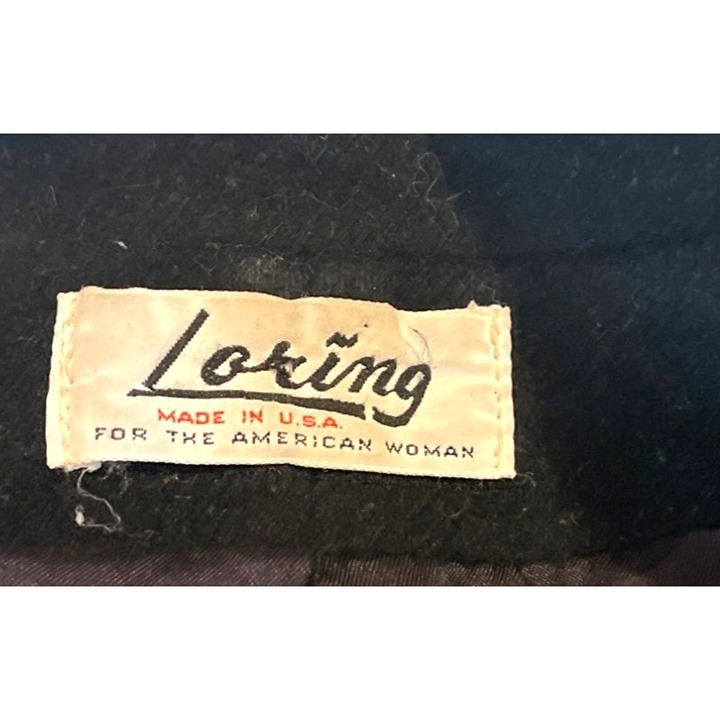 Loring
MADE IN U.S.A.
FOR THE AMERICAN WOMAN